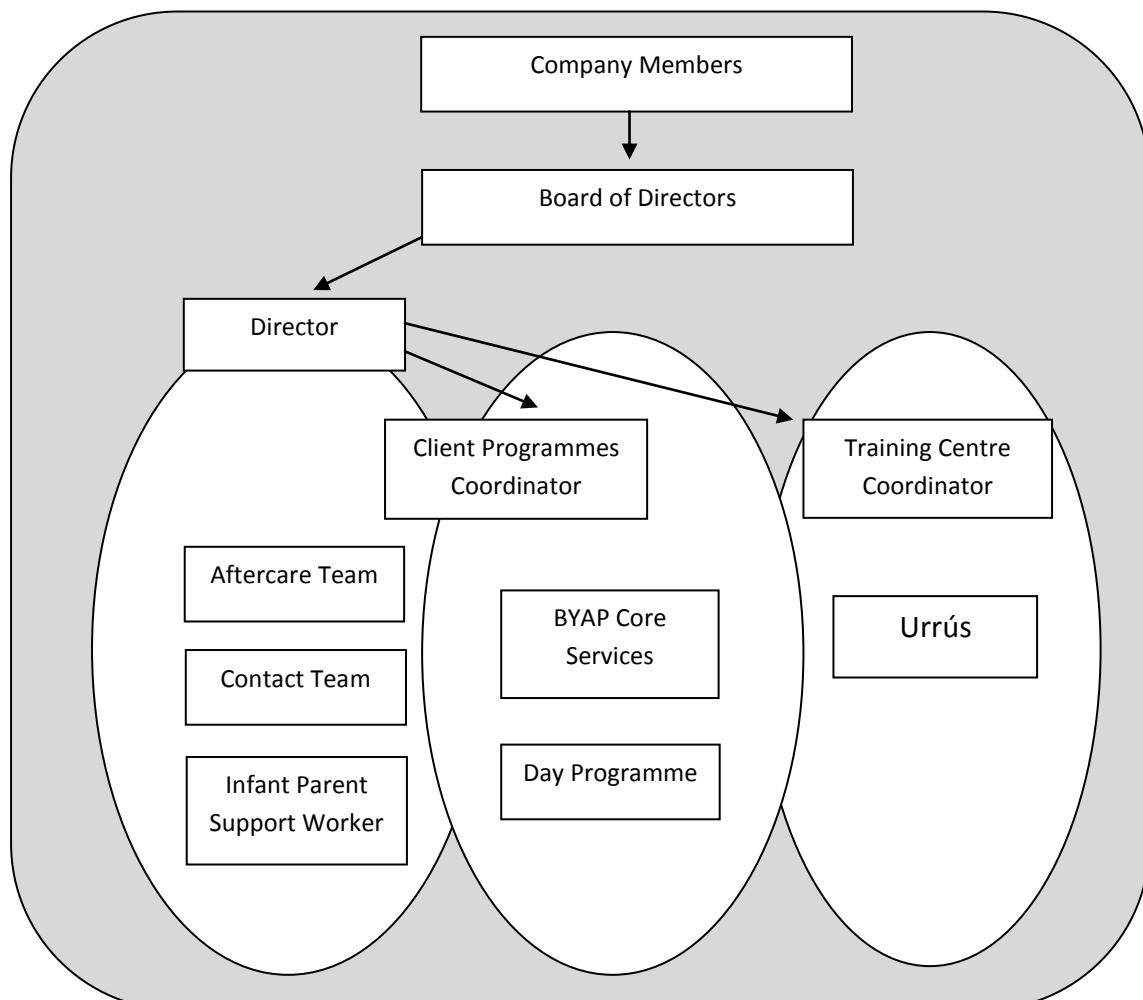 Company Members
Board of Directors
Director
Client Programmes
Coordinator
Training Centre
Coordinator
Aftercare Team
Contact Team
Infant Parent
Support Worker
BYAP Core
Services
Day Programme
Urrús